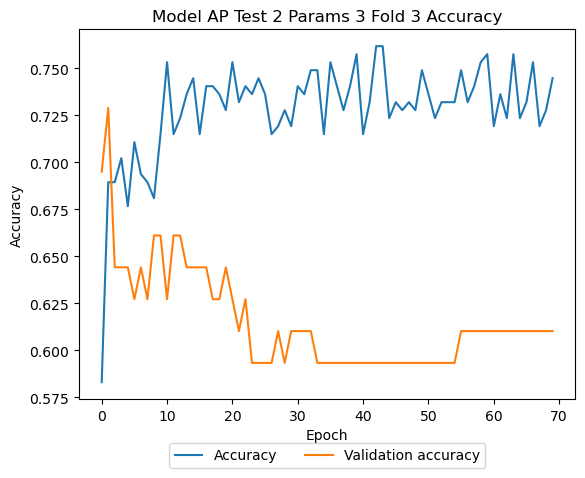 Model AP Test 2 Params 3 Fold 3 Accuracy
0.750
0.725
0.700
0.675
0.650
0.625
0.600
0.575
Accuracy
0 10 20 30 40 50 60 70
Epoch
Accuracy Validation accuracy